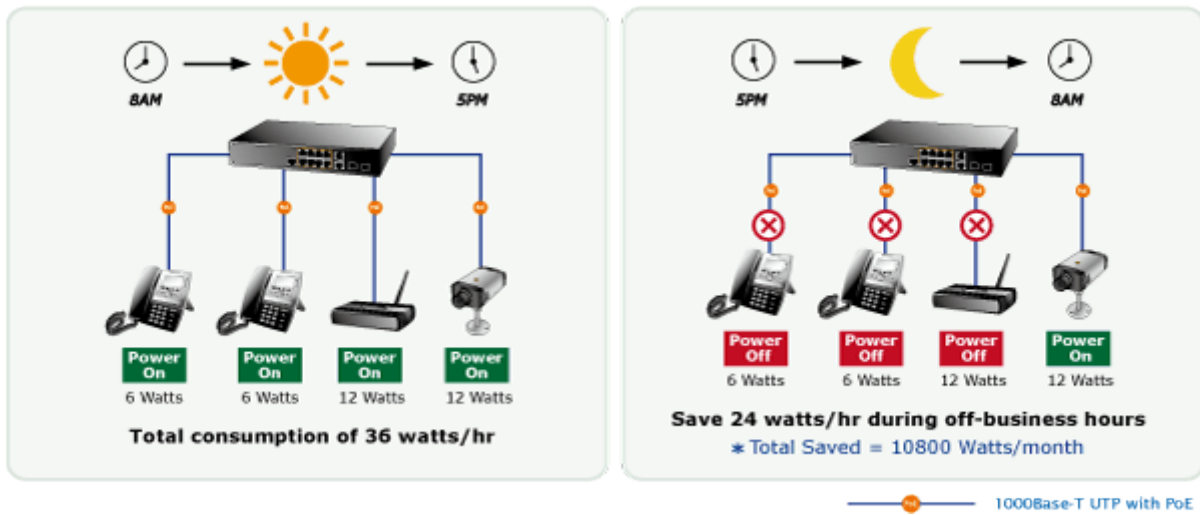 8AM
5PM
Power
On
6 Watts
Power
On
6 Watts
Power
On
12 Watts
Power
On
12 Watts
Total consumption of 36 watts/hr
5PM
8AM
Power
Off
6 Watts
Power
Off
6 Watts
Power
Off
12 Watts
Power
On
12 Watts
Save 24 watts/hr during off-business hours
* Total Saved = 10800 Watts/month
PoE
1000Base-T UTP with PoE